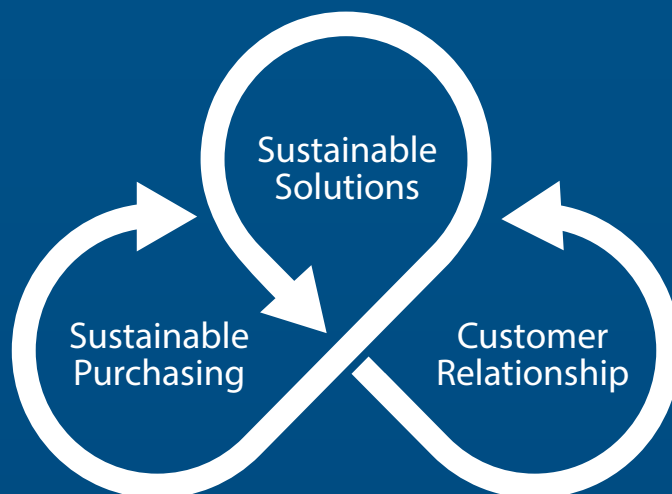 Sustainable
Solutions
Sustainable
Purchasing
Customer
Relationship